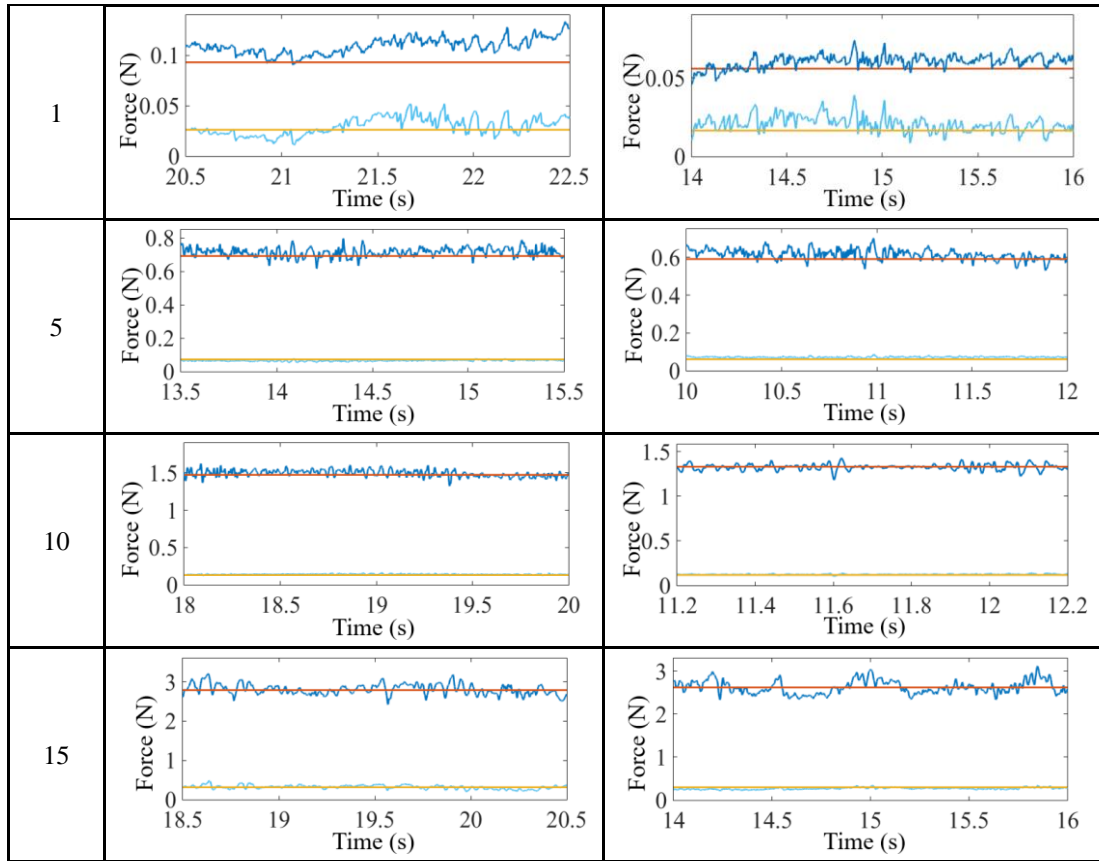 1
Force (N)
0.1
0.05
0
20.5 21 21.5 22 22.5
Time (s)
Force (N)
0.05
0
14 14.5 15 15.5 16
Time (s)
5
Force (N)
0.8
0.6
0.4
0.2
0
13.5 14 14.5 15 15.5
Time (s)
Force (N)
0.6
0.4
0.2
0
10 10.5 11 11.5 12
Time (s)
10
Force (N)
1.5
1
0.5
0
18 18.5 19 19.5 20
Time (s)
Force (N)
1.5
1
0.5
0
11.2 11.4 11.6 11.8 12 12.2
Time (s)
15
Force (N)
3
2
1
0
18.5 19 19.5 20 20.5
Time (s)
Force (N)
3
2
1
0
14 14.5 15 15.5 16
Time (s)